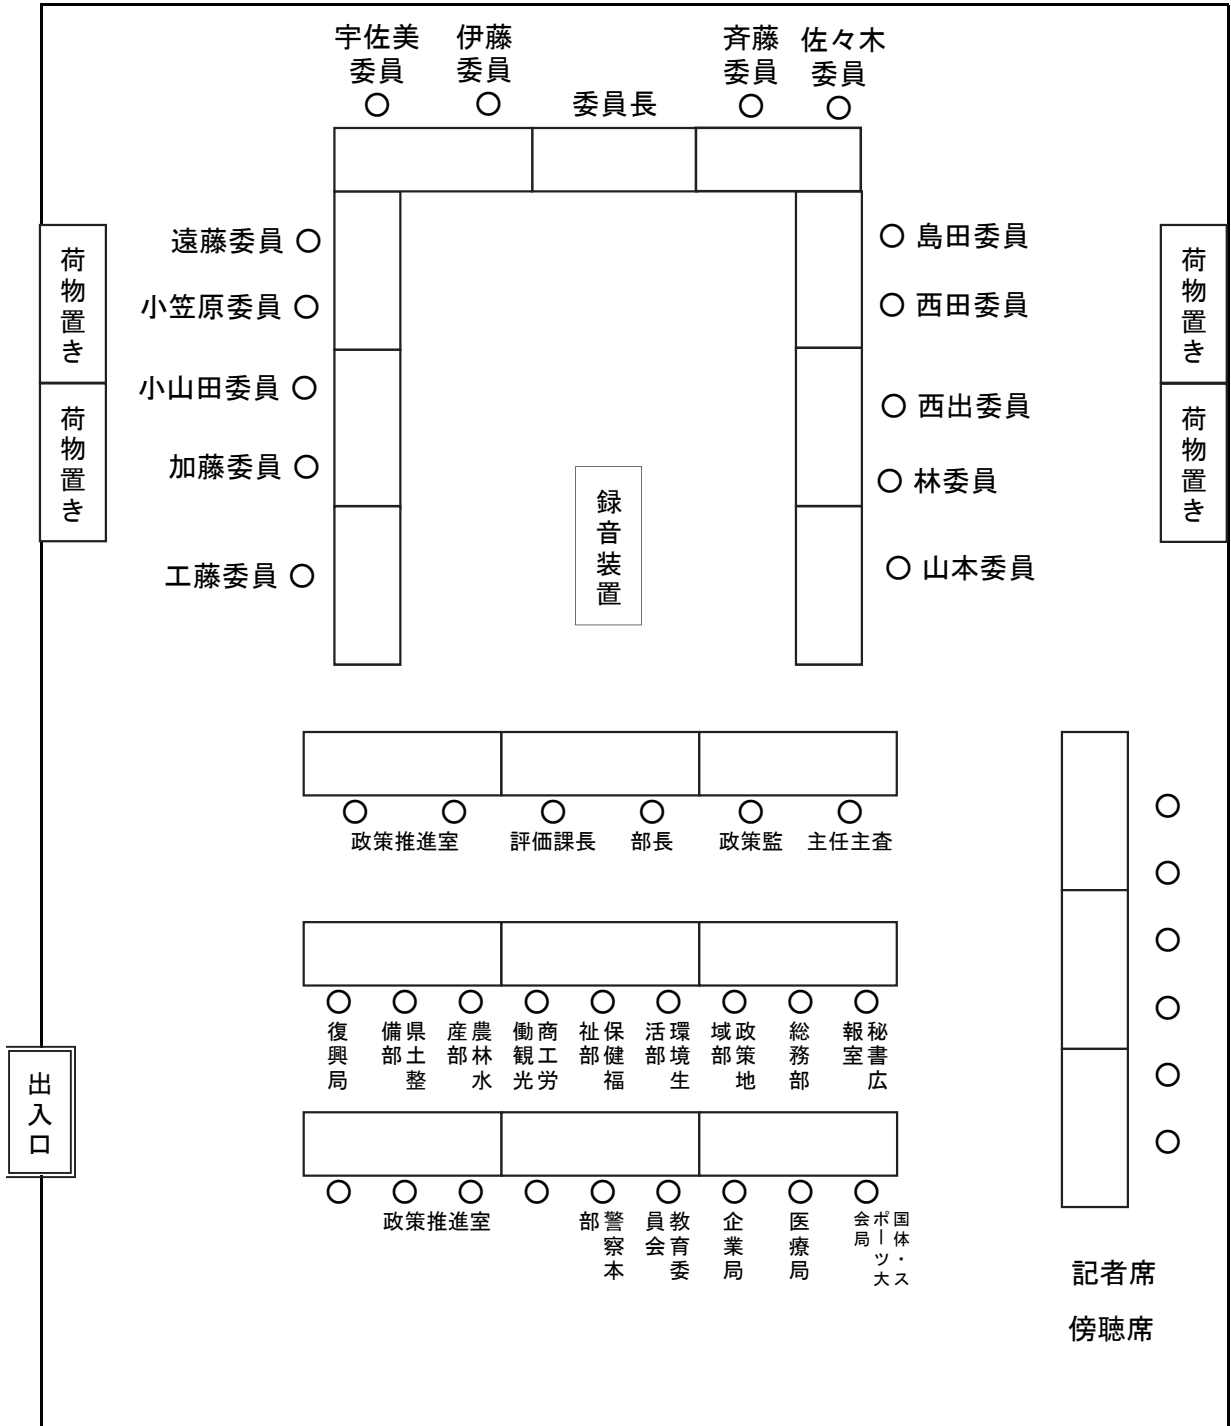 宇佐美
委員
伊藤
委員
委員長
斉藤
委員
佐々木
委員
遠藤委員
小笠原委員
小山田委員
加藤委員
工藤委員
島田委員
西田委員
西出委員
林委員
山本委員
荷物置き
荷物置き
荷物置き
荷物置き
録音装置
政策推進室
評価課長
部長
政策監
主任主査
復興局
県土整
備部
農林水
産部
商工労
働観光
保健福
祉部
環境生
活部
政策地
域部
総務部
秘書広
報室
出入口
政策推進室
警察本
部
教育委
員会
企業局
医療局
国体・ス
ポーツ大
会局
記者席
傍聴席